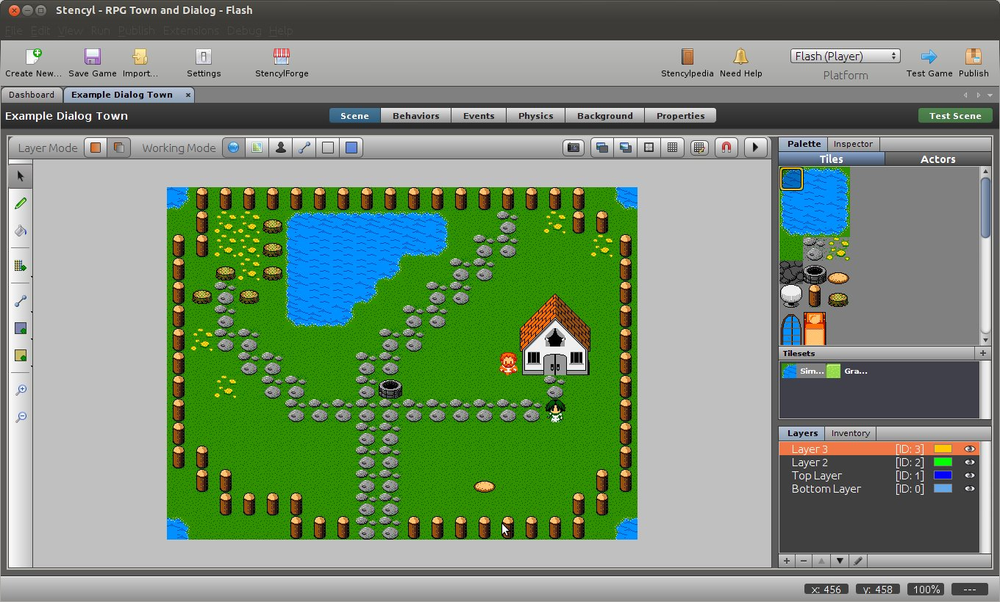 Stencyl - RPG Town and Dialog - Flash
File Edit View Run Publish Extensions Debug Help
Create New... Save Game Import... Settings StencylForge Stencylpedia Need Help Flash (Player) Platform Test Game Publish
Dashboard Example Dialog Town ×
Example Dialog Town Scene Behaviors Events Physics Background Properties Test Scene
Layer Mode Working Mode
Palette Inspector
Tiles Actors
Tilesets +
Sim... Gra...
Layers Inventory
Layer 3 [ID: 3]
Layer 2 [ID: 2]
Top Layer [ID: 1]
Bottom Layer [ID: 0]
x: 456 y: 458 100% ---